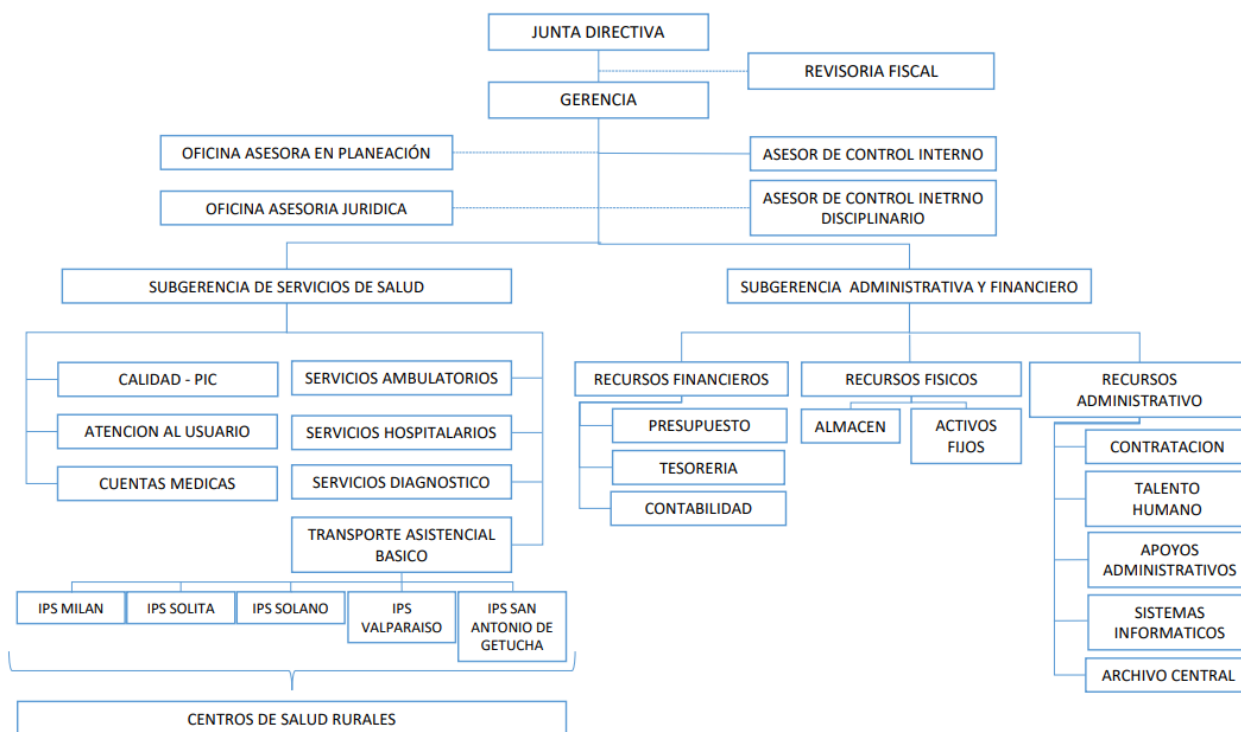 JUNTA DIRECTIVA
REVISORIA FISCAL
GERENCIA
OFICINA ASESORA EN PLANEACIÓN
ASESOR DE CONTROL INTERNO
OFICINA ASESORIA JURIDICA
ASESOR DE CONTROL INETRNO
DISCIPLINARIO
SUBGERENCIA DE SERVICIOS DE SALUD
SUBGERENCIA ADMINISTRATIVA Y FINANCIERO
CALIDAD - PIC
ATENCION AL USUARIO
CUENTAS MEDICAS
SERVICIOS AMBULATORIOS
SERVICIOS HOSPITALARIOS
SERVICIOS DIAGNOSTICO
TRANSPORTE ASISTENCIAL
BASICO
IPS MILAN
IPS SOLITA
IPS SOLANO
IPS
VALPARAISO
IPS SAN
ANTONIO DE
GETUCHA
CENTROS DE SALUD RURALES
RECURSOS FINANCIEROS
PRESUPUESTO
TESORERIA
CONTABILIDAD
RECURSOS FISICOS
ALMACEN
ACTIVOS
FIJOS
RECURSOS
ADMINISTRATIVO
CONTRATACION
TALENTO
HUMANO
APOYOS
ADMINISTRATIVOS
SISTEMAS
INFORMATICOS
ARCHIVO CENTRAL